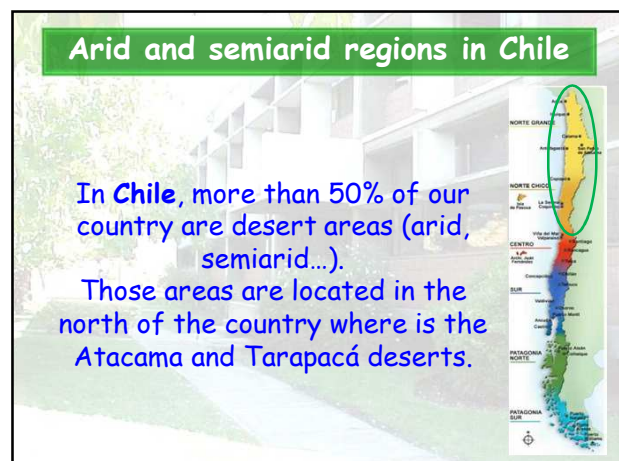 Arid and semiarid regions in Chile
In Chile, more than 50% of our
country are desert areas (arid,
semiarid…).
Those areas are located in the
north of the country where is the
Atacama and Tarapacá deserts.
NORTE GRANDE
NORTE CHICO
CENTRO
SUR
PATAGONIA
NORTE
PATAGONIA
SUR